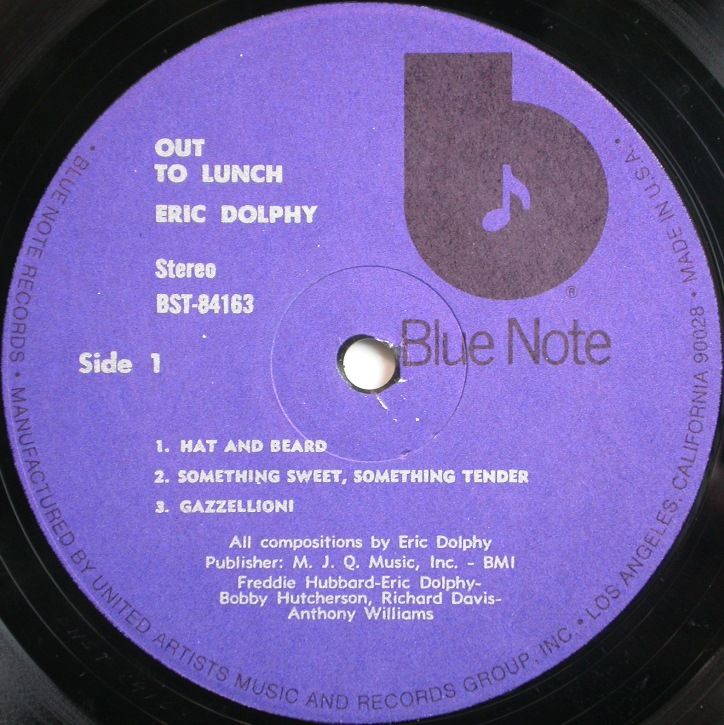 OUT
TO LUNCH
ERIC DOLPHY
Stereo
BST-84163
Side 1
®
Blue Note
1. HAT AND BEARD
2. SOMETHING SWEET, SOMETHING TENDER
3. GAZZELLIONI
All compositions by Eric Dolphy
Publisher: M. J. Q. Music, Inc. - BMI
Freddie Hubbard-Eric Dolphy-
Bobby Hutcherson, Richard Davis-
Anthony Williams
• BLUE NOTE RECORDS • MANUFACTURED BY UNITED ARTISTS MUSIC AND RECORDS GROUP, INC. • LOS ANGELES, CALIFORNIA 90028 • MADE IN U.S.A. •